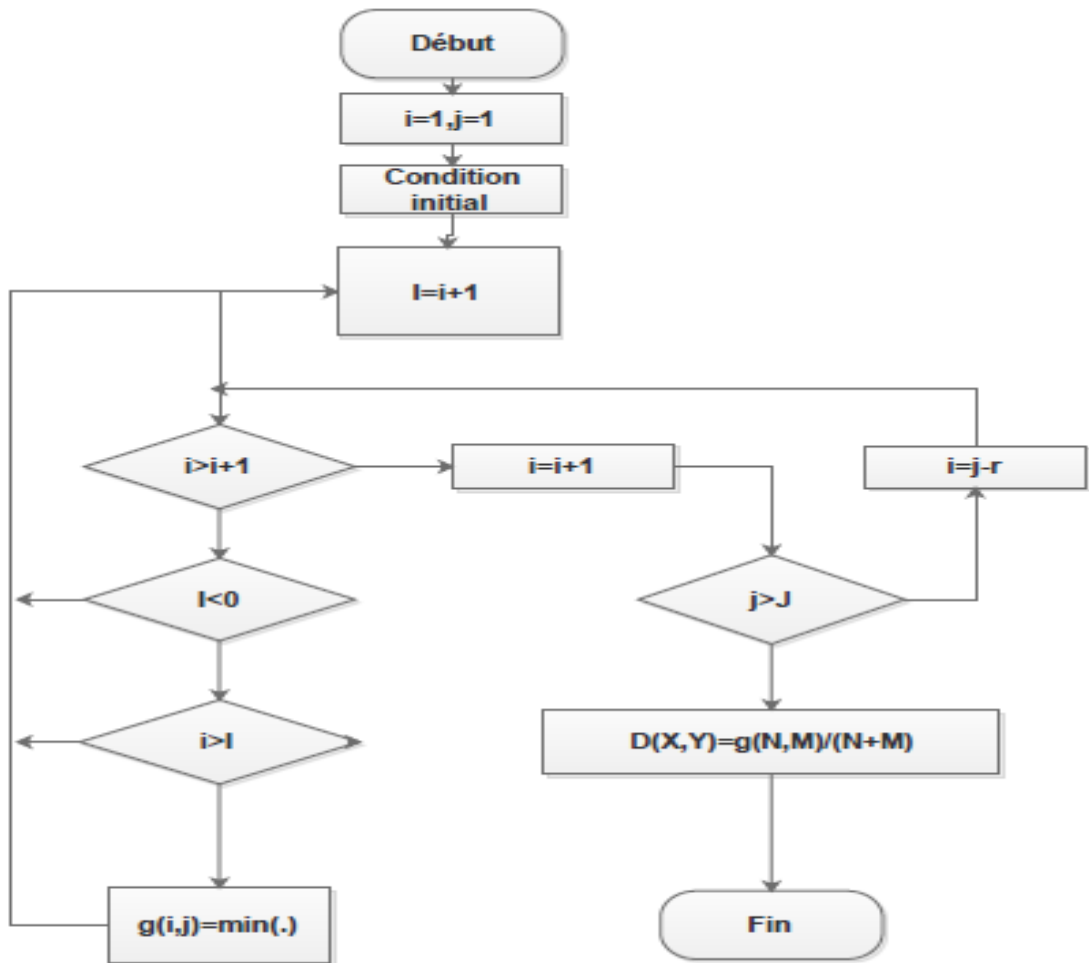 Début
i=1,j=1
Condition
initial
I=i+1
i>i+1
i=i+1
i=j-r
I<0
j>J
i>I
D(X,Y)=g(N,M)/(N+M)
g(i,j)=min(.)
Fin